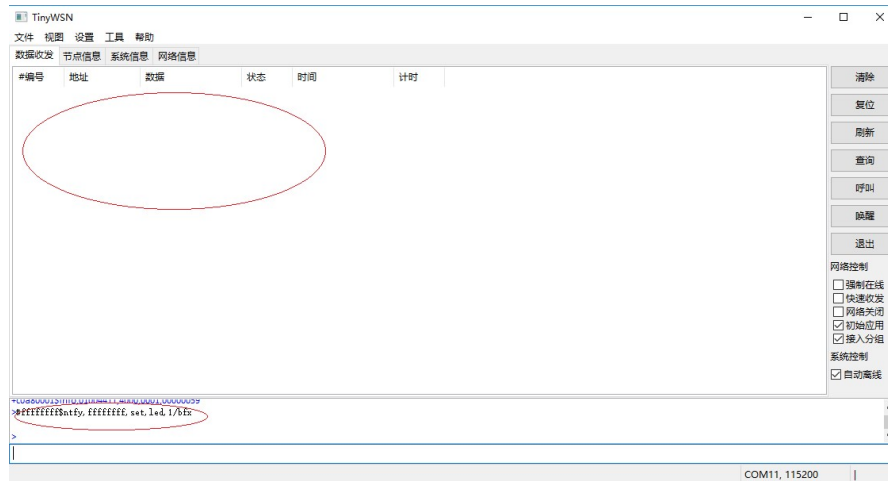 TinyWSN
文件 视图 设置 工具 帮助
数据收发 节点信息 系统信息 网络信息
#编号 地址 数据 状态 时间 计时
清除
复位
刷新
查询
呼叫
唤醒
退出
网络控制
强制在线
快速收发
网络关闭
初始应用
接入分组
系统控制
自动离线
ffffffff$ntfy, ffffffff, set, led, 1/bfx
>
COM11, 115200